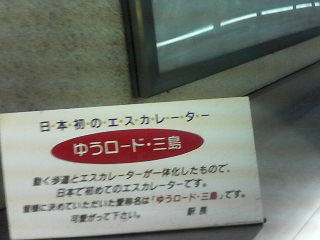 日・本・初・の・エ・ス・カ・レ・ー・タ・ー
ゆうロード・三島
動く歩道とエスカレーターが一体化したもので、
日本で初めてのエスカレーターです。
皆様に決めていただいた愛称名は「ゆうロード・三島」です。
可愛がって下さい。 駅長